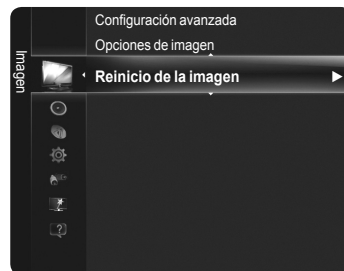 Configuración avanzada
Opciones de imagen
Imagen
Reinicio de la imagen